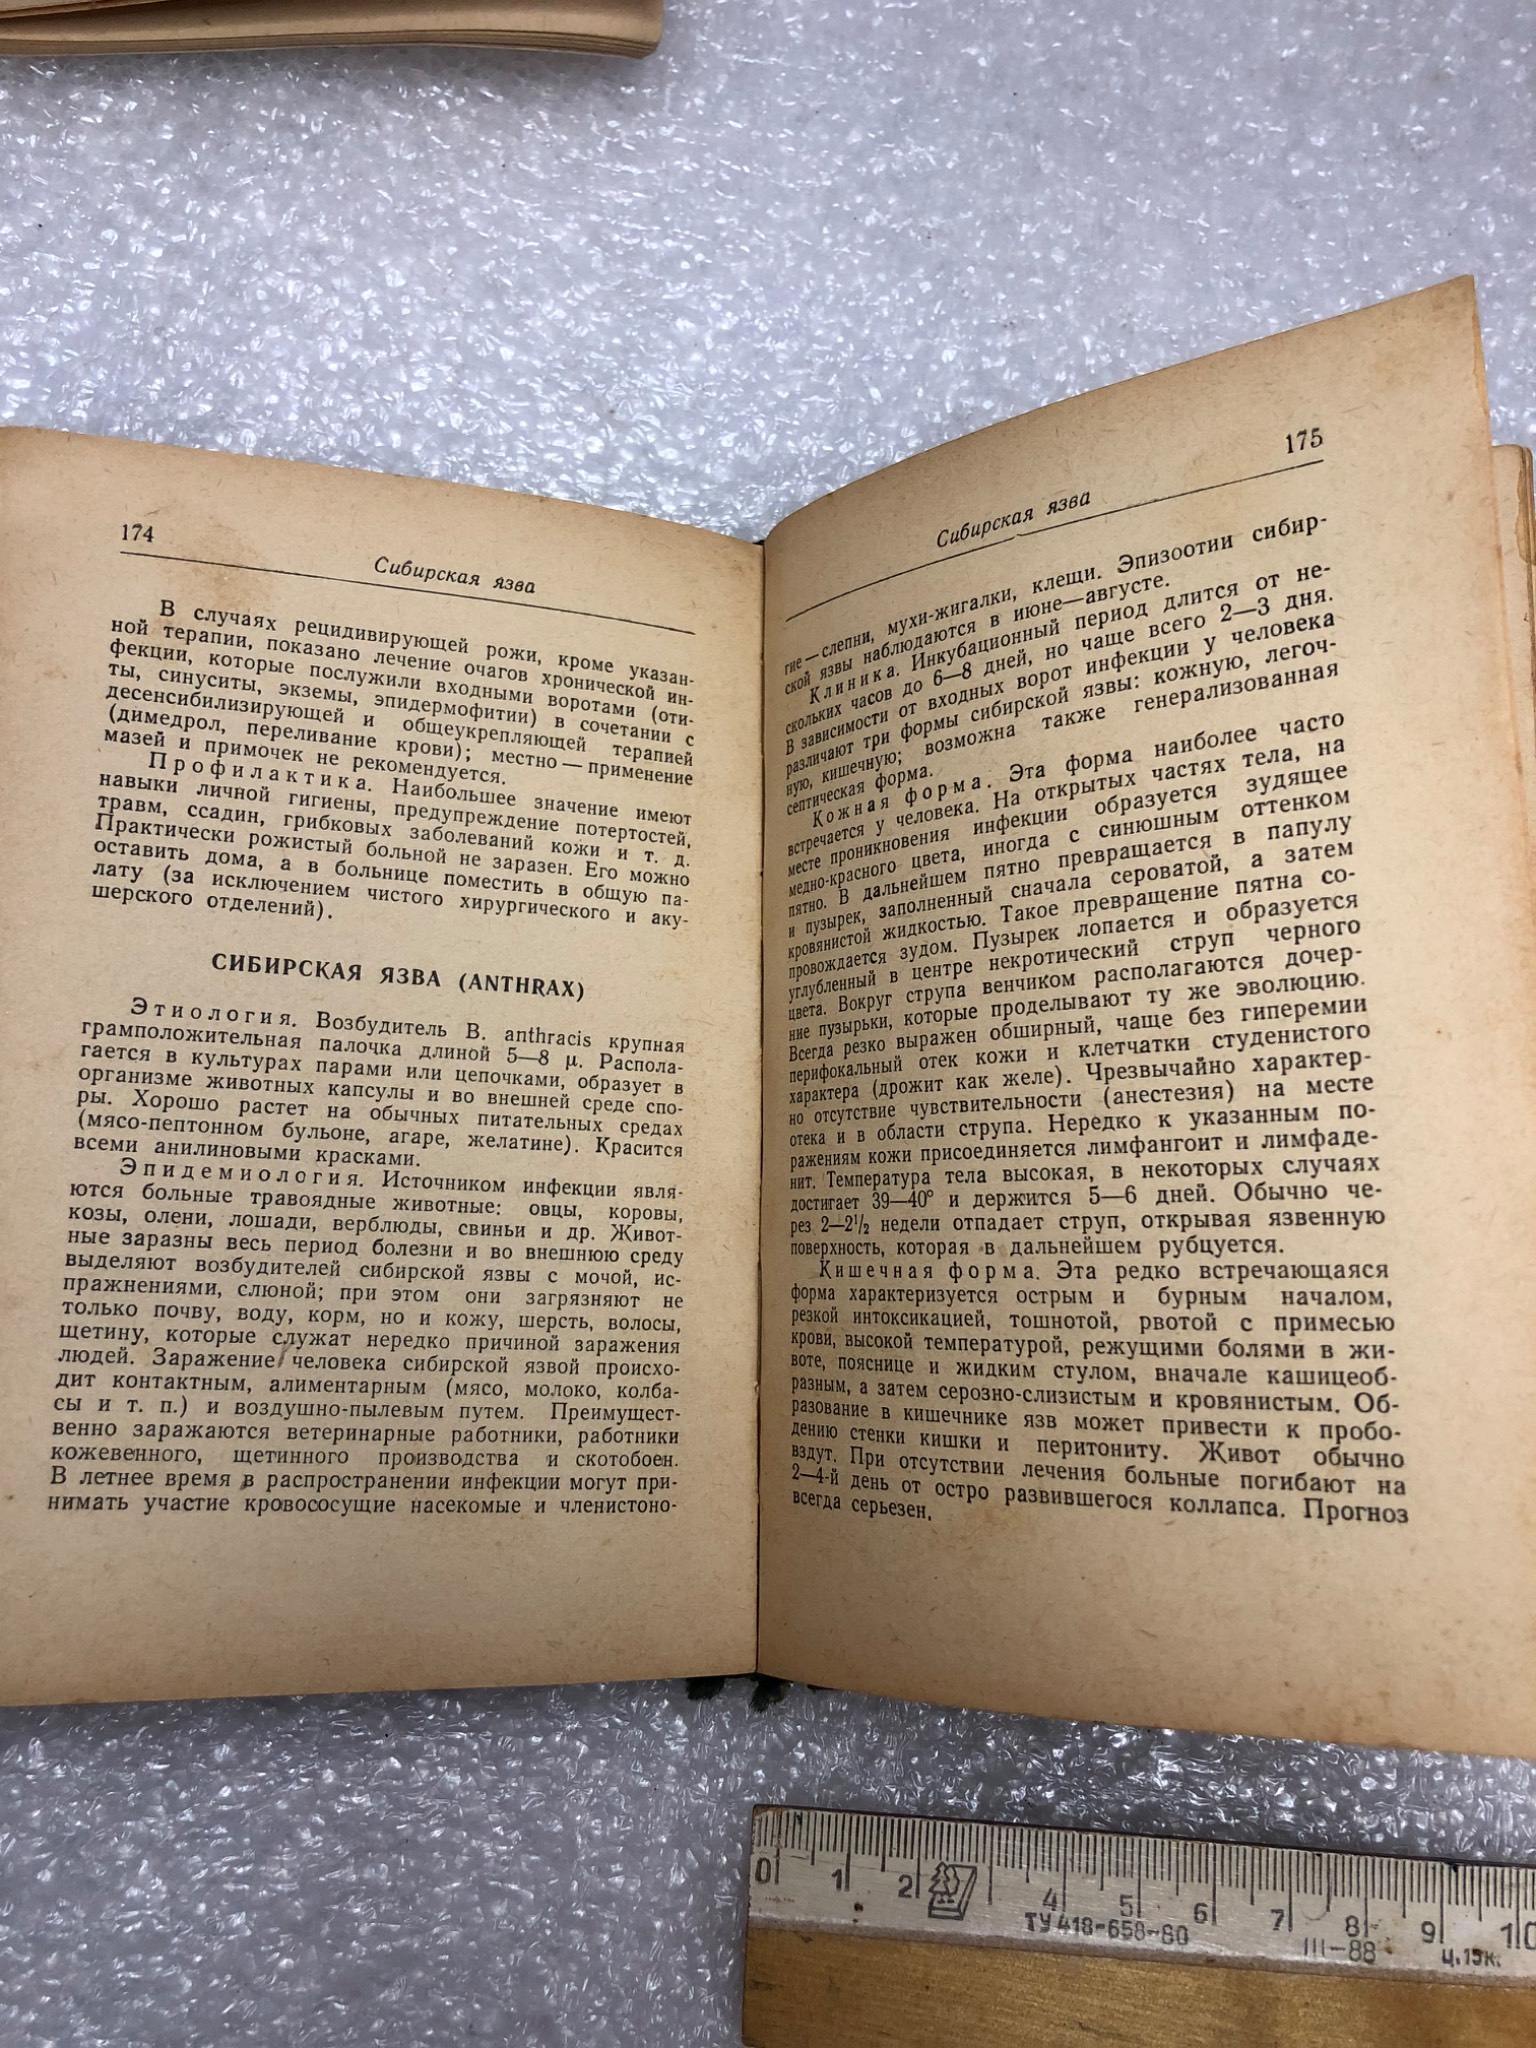 174
Сибирская язва
В случаях рецидивирующей рожи, кроме указан-
ной терапии, показано лечение очагов хронической ин-
фекции, которые послужили входными воротами (оти-
ты, синуситы, экземы, эпидермофитии) в сочетании с
десенсибилизирующей и общеукрепляющей терапией
(димедрол, переливание крови); местно — применение
мазей и примочек не рекомендуется.
Профилактика. Наибольшее значение имеют
навыки личной гигиены, предупреждение потертостей,
травм, ссадин, грибковых заболеваний кожи и т. д.
Практически рожистый больной не заразен. Его можно
оставить дома, а в больнице поместить в общую па-
лату (за исключением чистого хирургического и аку-
шерского отделений).
СИБИРСКАЯ ЯЗВА (ANTHRAX)
Этиология. Возбудитель B. anthracis крупная
грамположительная палочка длиной 5—8 μ. Распола-
гается в культурах парами или цепочками, образует в
организме животных капсулы и во внешней среде спо-
ры. Хорошо растет на обычных питательных средах
(мясо-пептонном бульоне, агаре, желатине). Красится
всеми анилиновыми красками.
Эпидемиология. Источником инфекции явля-
ются больные травоядные животные: овцы, коровы,
козы, олени, лошади, верблюды, свиньи и др. Живот-
ные заразны весь период болезни и во внешнюю среду
выделяют возбудителей сибирской язвы с мочой, ис-
пражнениями, слюной; при этом они загрязняют не
только почву, воду, корм, но и кожу, шерсть, волосы,
щетину, которые служат нередко причиной заражения
людей. Заражение человека сибирской язвой происхо-
дит контактным, алиментарным (мясо, молоко, колба-
сы и т. п.) и воздушно-пылевым путем. Преимущест-
венно заражаются ветеринарные работники, работники
кожевенного, щетинного производства и скотобоен.
В летнее время в распространении инфекции могут при-
нимать участие кровососущие насекомые и членистоно-
175
Сибирская язва
гие — слепни, мухи-жигалки, клещи. Эпизоотии сибир-
ской язвы наблюдаются в июне—августе.
Клиника. Инкубационный период длится от не-
скольких часов до 6—8 дней, но чаще всего 2—3 дня.
В зависимости от входных ворот инфекции у человека
различают три формы сибирской язвы: кожную, легоч-
ную, кишечную; возможна также генерализованная
септическая форма.
Кожная форма. Эта форма наиболее часто
встречается у человека. На открытых частях тела, на
месте проникновения инфекции образуется зудящее
медно-красного цвета, иногда с синюшным оттенком
пятно. В дальнейшем пятно превращается в папулу
и пузырек, заполненный сначала сероватой, а затем
кровянистой жидкостью. Такое превращение пятна со-
провождается зудом. Пузырек лопается и образуется
углубленный в центре некротический струп черного
цвета. Вокруг струпа венчиком располагаются дочер-
ние пузырьки, которые проделывают ту же эволюцию.
Всегда резко выражен обширный, чаще без гиперемии
перифокальный отек кожи и клетчатки студенистого
характера (дрожит как желе). Чрезвычайно характер-
но отсутствие чувствительности (анестезия) на месте
отека и в области струпа. Нередко к указанным по-
ражениям кожи присоединяется лимфангоит и лимфаде-
нит. Температура тела высокая, в некоторых случаях
достигает 39—40° и держится 5—6 дней. Обычно че-
рез 2—2½ недели отпадает струп, открывая язвенную
поверхность, которая в дальнейшем рубцуется.
Кишечная форма. Эта редко встречающаяся
форма характеризуется острым и бурным началом,
резкой интоксикацией, тошнотой, рвотой с примесью
крови, высокой температурой, режущими болями в жи-
воте, пояснице и жидким стулом, вначале кашицеоб-
разным, а затем серозно-слизистым и кровянистым. Об-
разование в кишечнике язв может привести к пробо-
дению стенки кишки и перитониту. Живот обычно
вздут. При отсутствии лечения больные погибают на
2—4-й день от остро развившегося коллапса. Прогноз
всегда серьезен.
0 1 2 4 5 6 7 8 9 10
ТУ 418-658-80
III-88
ц.15к.